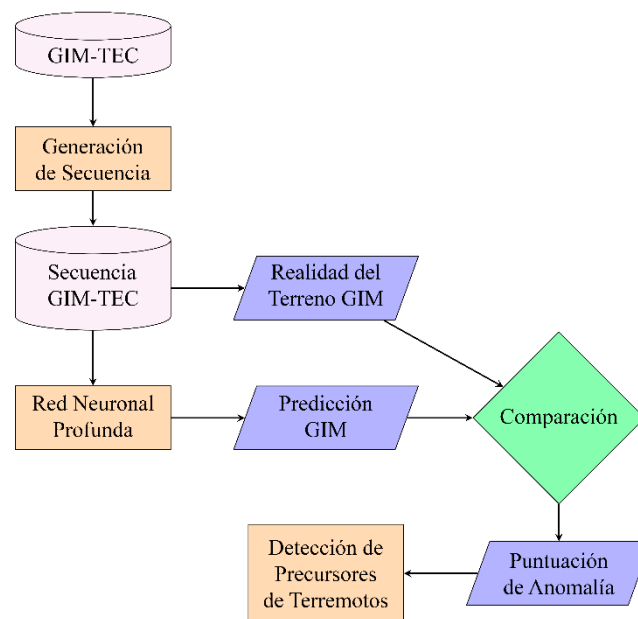 GIM-TEC
Generación
de Secuencia
Secuencia
GIM-TEC
Realidad del
Terreno GIM
Red Neuronal
Profunda
Predicción
GIM
Comparación
Puntuación
de Anomalía
Detección de
Precursores
de Terremotos